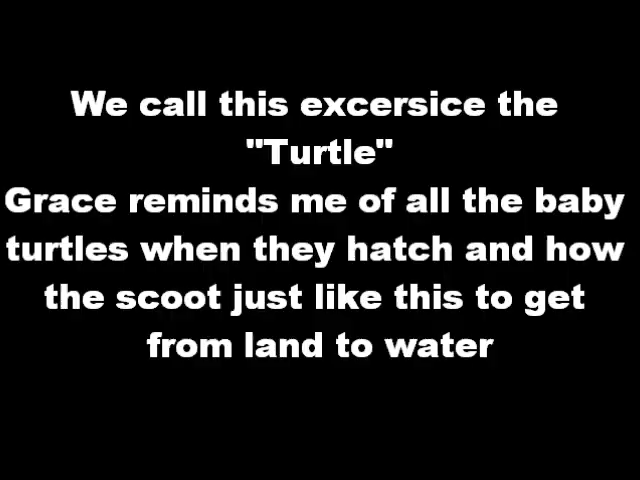 We call this excersice the
"Turtle"
Grace reminds me of all the baby
turtles when they hatch and how
the scoot just like this to get
from land to water